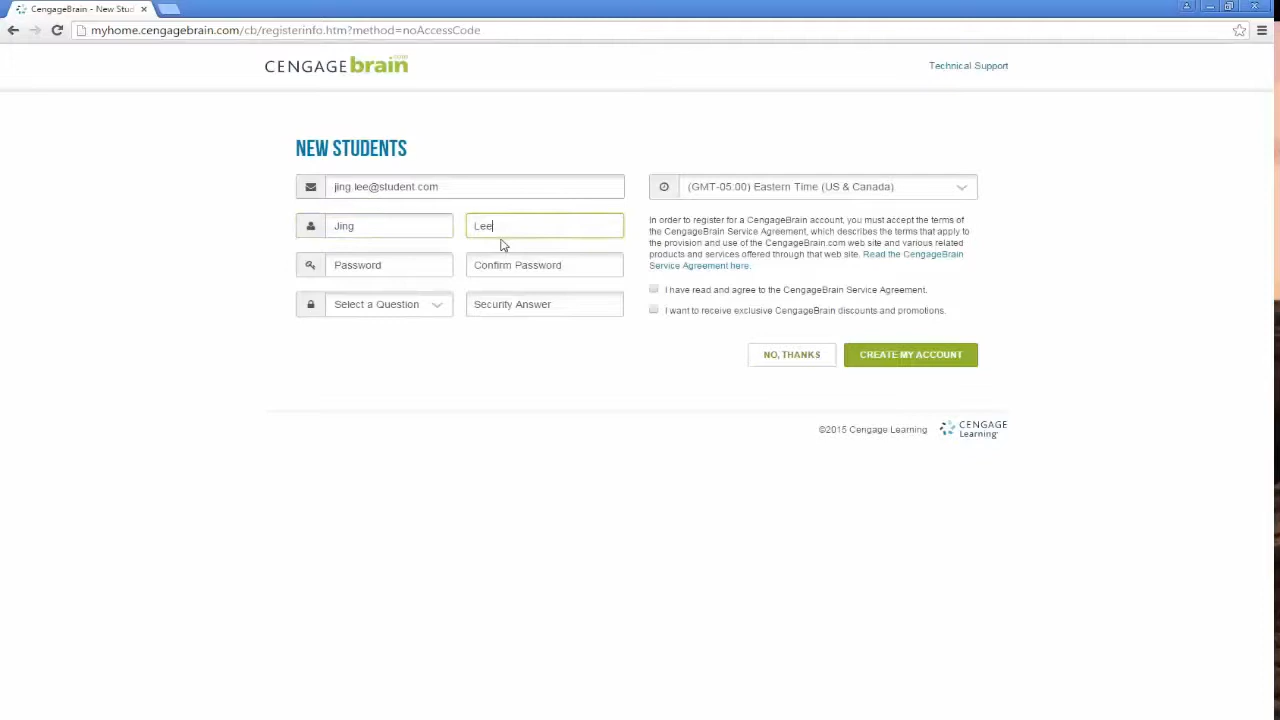 CengageBrain - New Stud
myhome.cengagebrain.com/cb/registerinfo.htm?method=noAccessCode
CENGAGEbrain
Technical Support
NEW STUDENTS
jing lee@student.com
(GMT-05.00) Eastern Time (US & Canada)
Jing
Lee
In order to register for a CengageBrain account, you must accept the terms of
the CengageBrain Service Agreement, which describes the terms that apply to
the provision and use of the CengageBrain.com web site and various related
products and services offered through that web site. Read the CengageBrain
Service Agreement here.
Password
Confirm Password
I have read and agree to the CengageBrain Service Agreement.
Select a Question
Security Answer
I want to receive exclusive CengageBrain discounts and promotions.
NO, THANKS
CREATE MY ACCOUNT
©2015 Cengage Learning
CENGAGE
Learning